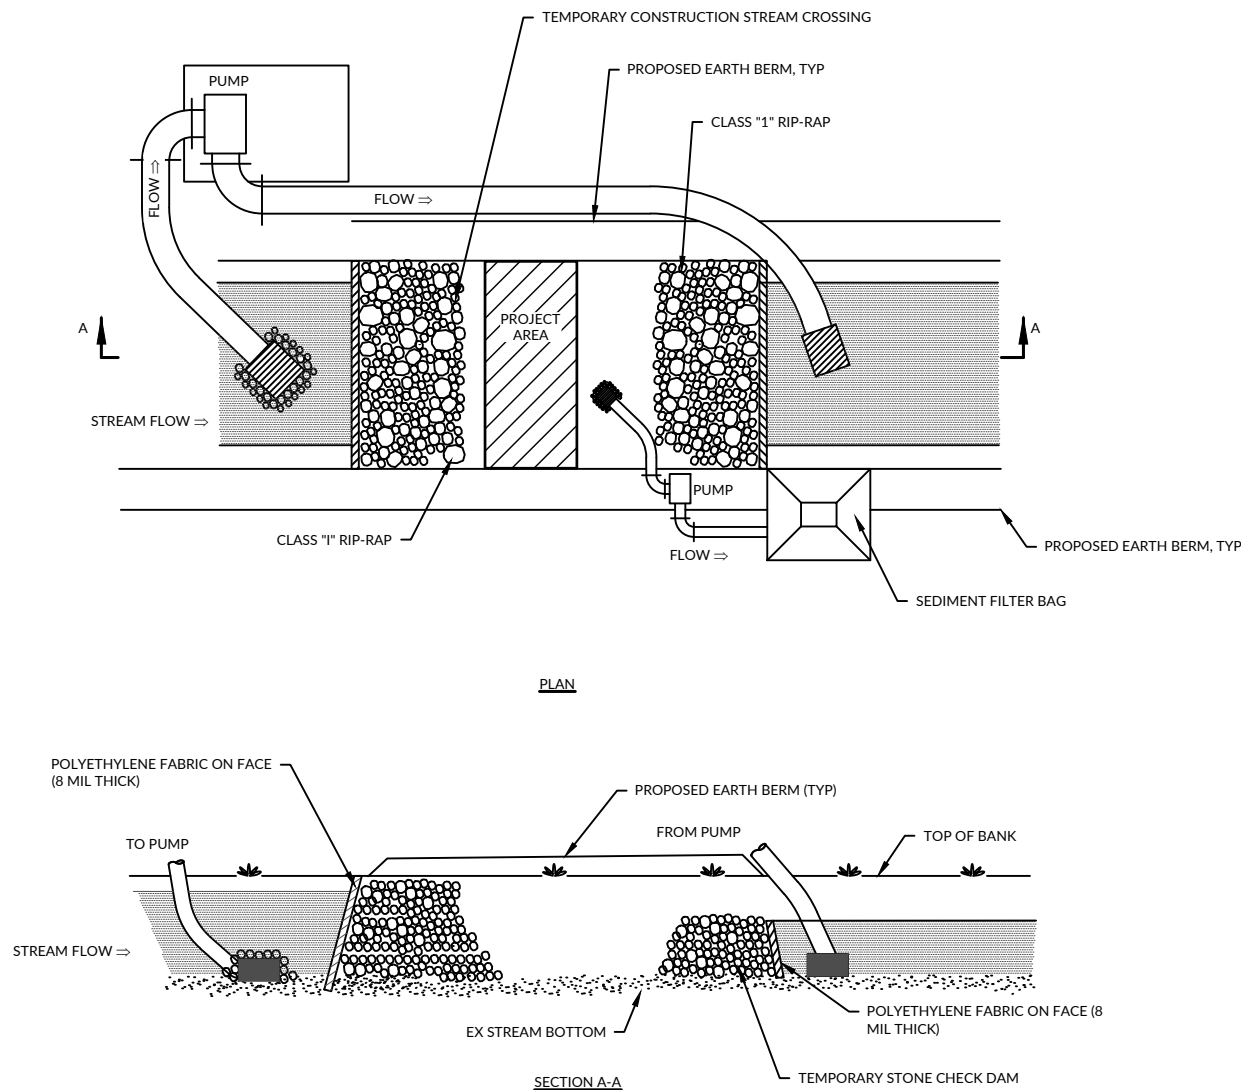 TEMPORARY CONSTRUCTION STREAM CROSSING
PROPOSED EARTH BERM, TYP
PUMP
CLASS "1" RIP-RAP
FLOW ⇒
FLOW ⇒
PROJECT
AREA
A
A
STREAM FLOW ⇒
PUMP
CLASS "I" RIP-RAP
FLOW ⇒
PROPOSED EARTH BERM, TYP
SEDIMENT FILTER BAG
PLAN
POLYETHYLENE FABRIC ON FACE
(8 MIL THICK)
PROPOSED EARTH BERM (TYP)
TO PUMP
FROM PUMP
TOP OF BANK
STREAM FLOW ⇒
POLYETHYLENE FABRIC ON FACE (8
MIL THICK)
EX STREAM BOTTOM
TEMPORARY STONE CHECK DAM
SECTION A-A